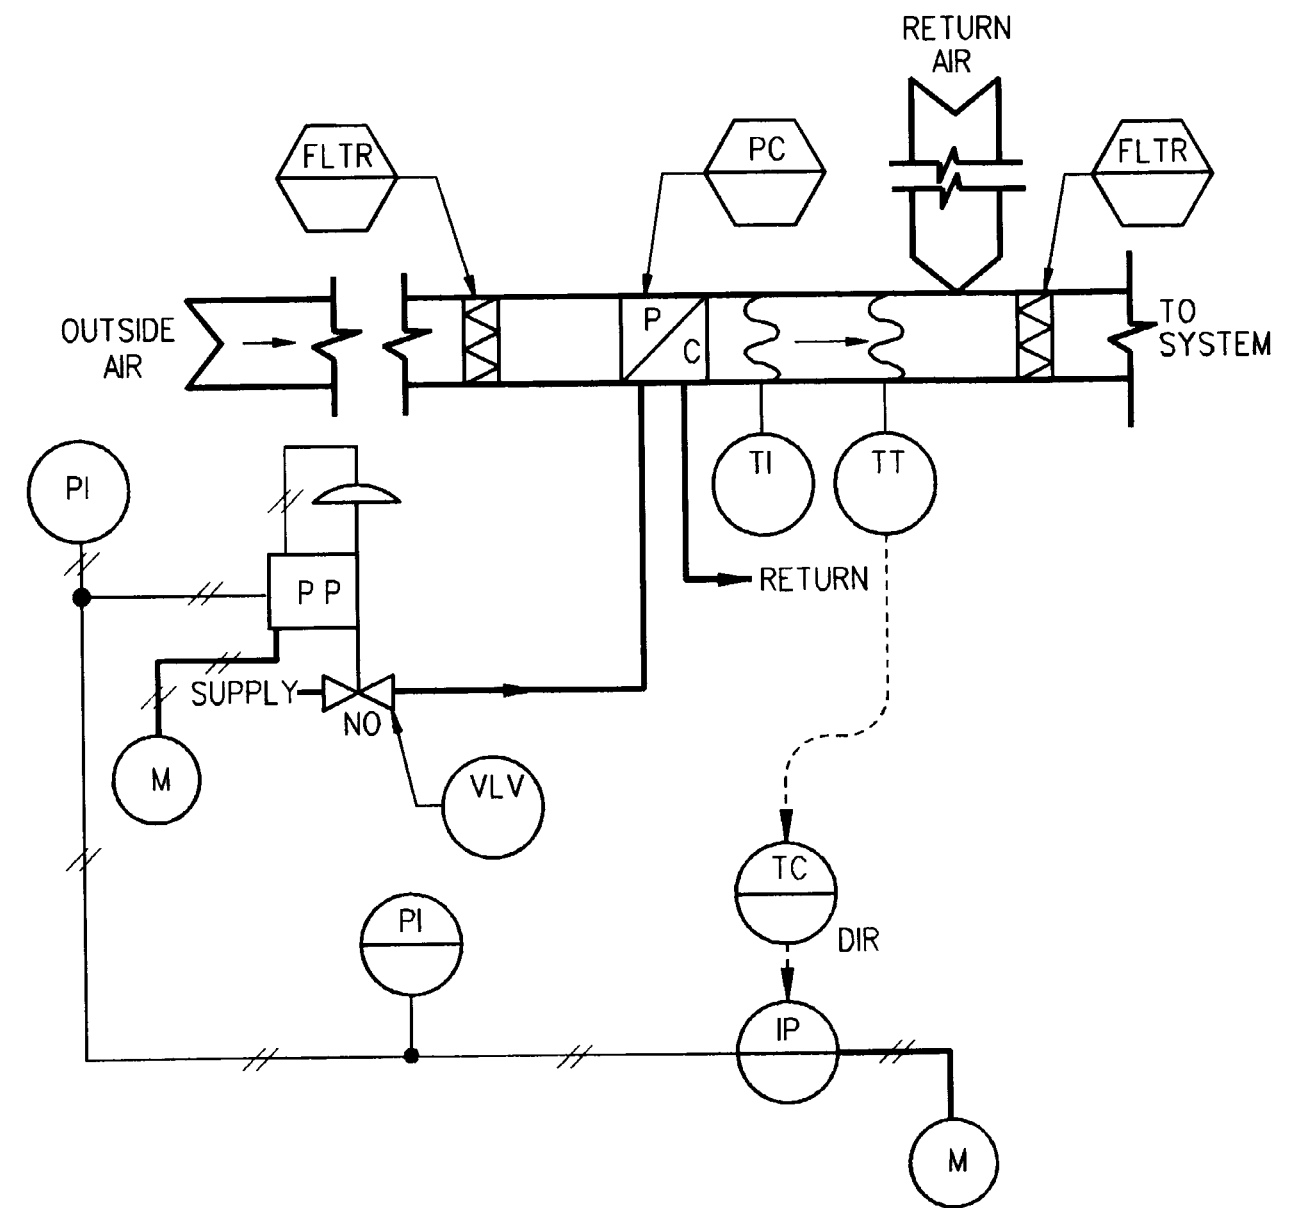 RETURN
AIR
FLTR
PC
FLTR
OUTSIDE
AIR
P
C
TO
SYSTEM
PI
TI
TT
P P
RETURN
SUPPLY
NO
M
VLV
TC
DIR
PI
IP
M